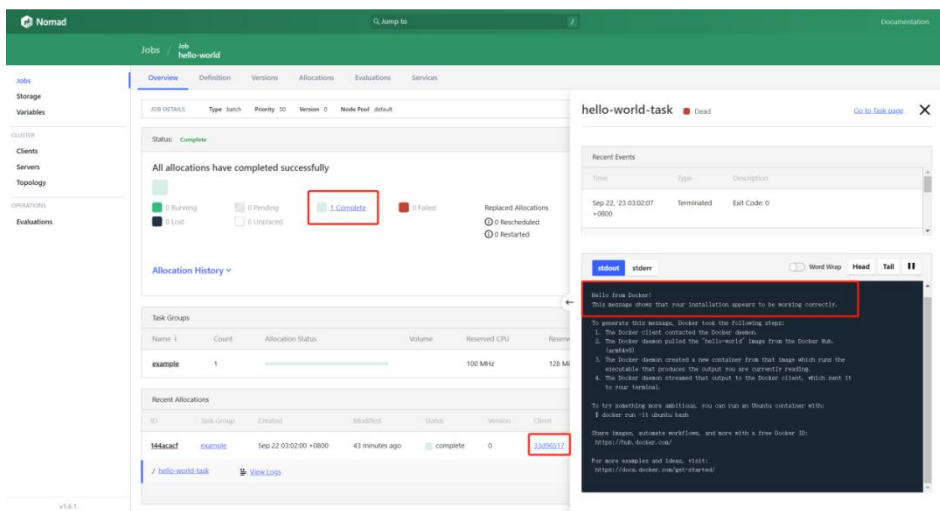 Nomad
Jump to
/
Documentation
Jobs / Job
hello-world
Jobs
Storage
Variables
CLUSTER
Clients
Servers
Topology
OPERATIONS
Evaluations
v1.6.1
Overview Definition Versions Allocations Evaluations Services
JOB DETAILS Type batch Priority 50 Version 0 Node Pool default
Status: Complete
All allocations have completed successfully
0 Running 0 Pending 1 Complete 0 Failed
0 Lost 0 Unplaced
Replaced Allocations
0 Rescheduled
0 Restarted
Allocation History
Task Groups
Name Count Allocation Status Volume Reserved CPU Reserv
example 1 100 MHz 128 Mi
Recent Allocations
ID Task Group Created Modified Status Version Client
144acacf example Sep 22 03:02:00 +0800 43 minutes ago complete 0 33d96517
/ hello-world-task View Logs
hello-world-task Dead Go to Task page
Recent Events
Time Type Description
Sep 22, '23 03:02:07 +0800 Terminated Exit Code: 0
stdout stderr Word Wrap Head Tail
Hello from Docker!
This message shows that your installation appears to be working correctly.
To generate this message, Docker took the following steps:
1. The Docker client contacted the Docker daemon.
2. The Docker daemon pulled the "hello-world" image from the Docker Hub.
(arm64v8)
3. The Docker daemon created a new container from that image which runs the
executable that produces the output you are currently reading.
4. The Docker daemon streamed that output to the Docker client, which sent it
to your terminal.
To try something more ambitious, you can run an Ubuntu container with:
$ docker run -it ubuntu bash
Share images, automate workflows, and more with a free Docker ID:
https://hub.docker.com/
For more examples and ideas, visit:
https://docs.docker.com/get-started/